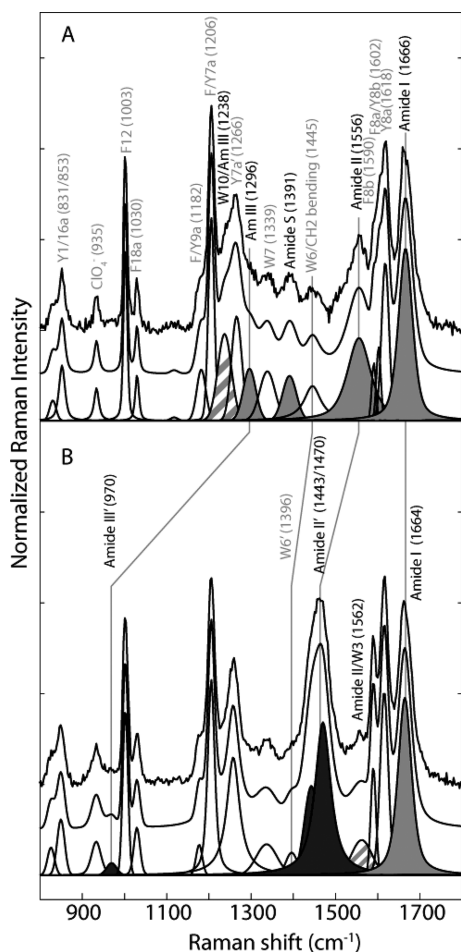 A
Y1/16a (831/853)
ClO4- (935)
F12 (1003)
F18a (1030)
F/Y9a (1182)
F/Y7a (1206)
W10/Am III (1238)
Y7a (1266)
Am III (1296)
W7 (1339)
Amide S (1391)
W6/CH2 bending (1445)
Amide II (1556)
F8b (1590)
F8a/Y8b (1602)
Y8a(1618)
Amide I (1666)
Normalized Raman Intensity
B
Amide III' (970)
W6' (1396)
Amide II' (1443/1470)
Amide II/W3 (1562)
Amide I (1664)
900 1100 1300 1500 1700
Raman shift (cm-1)